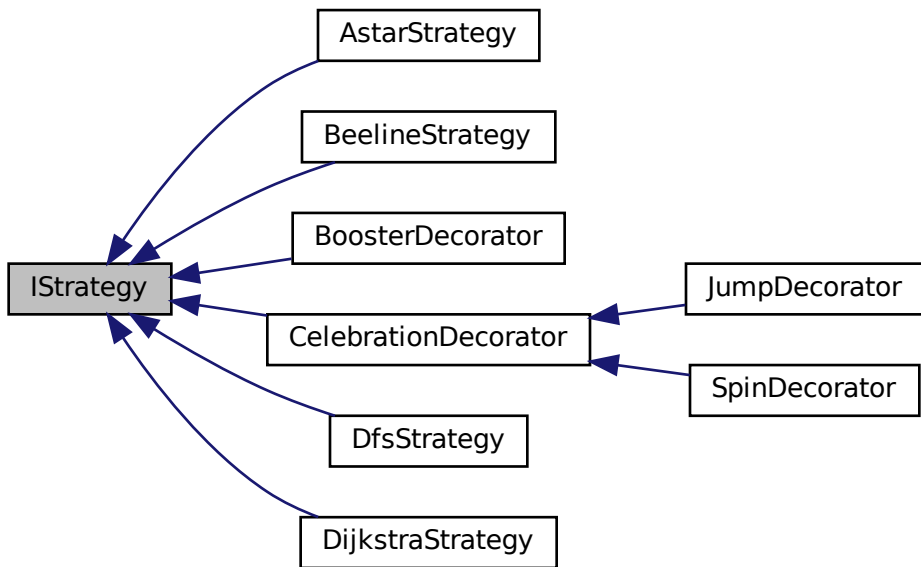 AstarStrategy
BeelineStrategy
BoosterDecorator
IStrategy
JumpDecorator
CelebrationDecorator
SpinDecorator
DfsStrategy
DijkstraStrategy